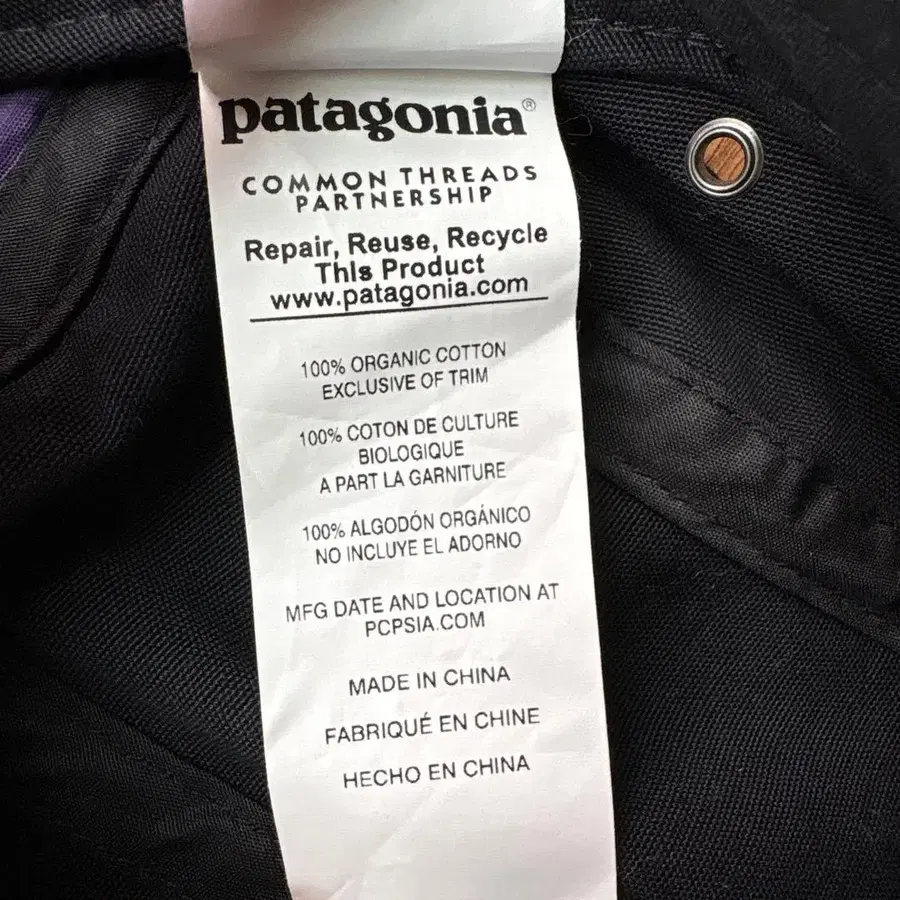 patagonia®
COMMON THREADS
PARTNERSHIP
Repair, Reuse, Recycle
This Product
www.patagonia.com
100% ORGANIC COTTON
EXCLUSIVE OF TRIM
100% COTON DE CULTURE
BIOLOGIQUE
A PART LA GARNITURE
100% ALGODÓN ORGÁNICO
NO INCLUYE EL ADORNO
MFG DATE AND LOCATION AT
PCPSIA.COM
MADE IN CHINA
FABRIQUÉ EN CHINE
HECHO EN CHINA